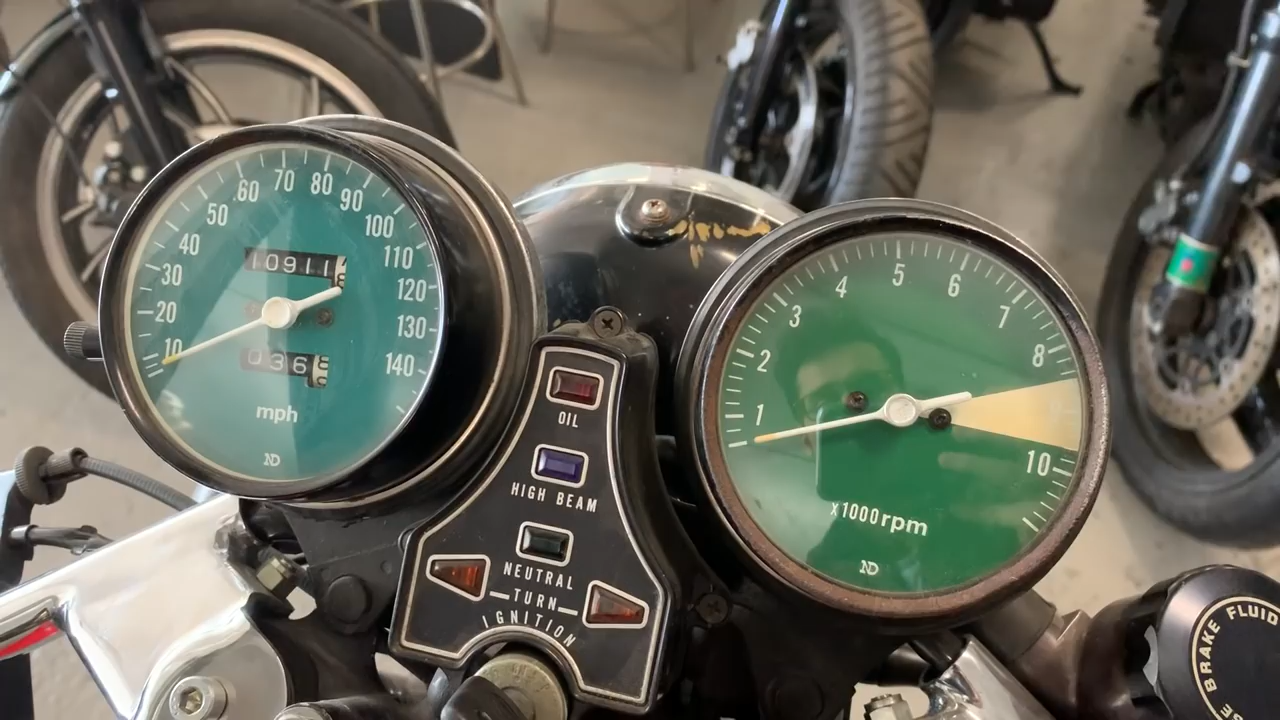 10
20
30
40
50
60
70
80
90
100
110
120
130
140
10911
036
mph
ND
OIL
HIGH BEAM
NEUTRAL
TURN
IGNITION
1
2
3
4
5
6
7
8
10
x1000rpm
ND
BRAKE FLUID